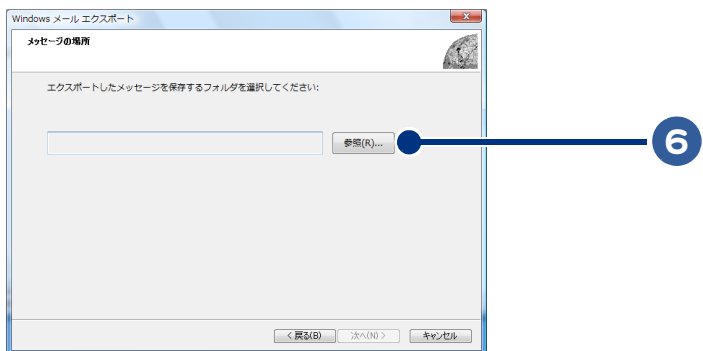 Windows メール エクスポート
メッセージの場所
エクスポートしたメッセージを保存するフォルダを選択してください:
参照(R)...
6
< 戻る(B)
次へ(N) >
キャンセル